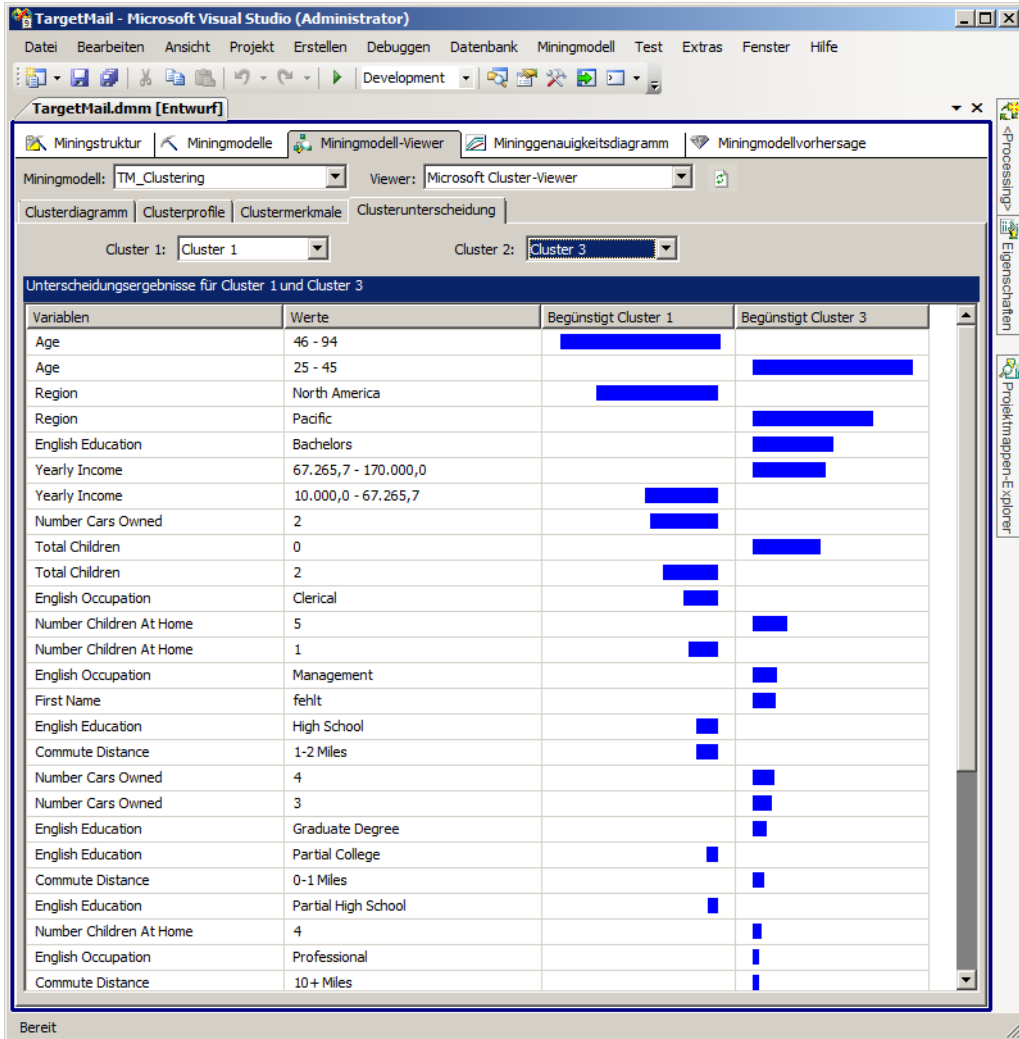 TargetMail - Microsoft Visual Studio (Administrator)
Datei Bearbeiten Ansicht Projekt Erstellen Debuggen Datenbank Miningmodell Test Extras Fenster Hilfe
Development
TargetMail.dmm [Entwurf]
Miningstruktur Miningmodelle Miningmodell-Viewer Mininggenauigkeitsdiagramm Miningmodellvorhersage
Miningmodell: TM_Clustering Viewer: Microsoft Cluster-Viewer
Clusterdiagramm Clusterprofile Clustermerkmale Clusterunterscheidung
Cluster 1: Cluster 1 Cluster 2: Cluster 3
Unterscheidungsergebnisse für Cluster 1 und Cluster 3
Variablen Werte Begünstigt Cluster 1 Begünstigt Cluster 3
Age 46 - 94
Age 25 - 45
Region North America
Region Pacific
English Education Bachelors
Yearly Income 67.265,7 - 170.000,0
Yearly Income 10.000,0 - 67.265,7
Number Cars Owned 2
Total Children 0
Total Children 2
English Occupation Clerical
Number Children At Home 5
Number Children At Home 1
English Occupation Management
First Name fehlt
English Education High School
Commute Distance 1-2 Miles
Number Cars Owned 4
Number Cars Owned 3
English Education Graduate Degree
English Education Partial College
Commute Distance 0-1 Miles
English Education Partial High School
Number Children At Home 4
English Occupation Professional
Commute Distance 10+ Miles
Bereit
<Processing>
Eigenschaften
Projektmappen-Explorer